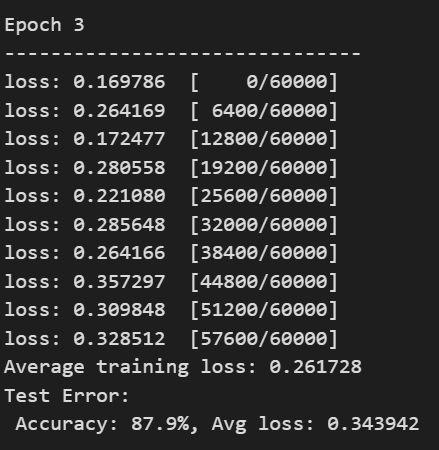 Epoch 3
-------------------------------
loss: 0.169786  [    0/60000]
loss: 0.264169  [ 6400/60000]
loss: 0.172477  [12800/60000]
loss: 0.280558  [19200/60000]
loss: 0.221080  [25600/60000]
loss: 0.285648  [32000/60000]
loss: 0.264166  [38400/60000]
loss: 0.357297  [44800/60000]
loss: 0.309848  [51200/60000]
loss: 0.328512  [57600/60000]
Average training loss: 0.261728
Test Error:
 Accuracy: 87.9%, Avg loss: 0.343942